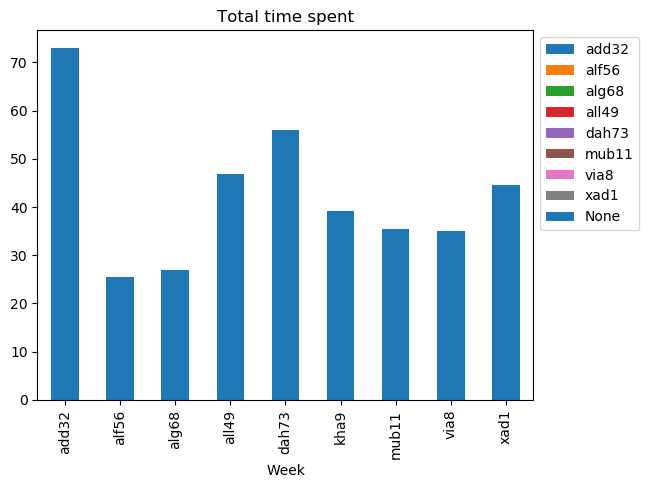 Total time spent
70
60
50
40
30
20
10
0
add32
alf56
alg68
all49
dah73
kha9
mub11
via8
xad1
Week
add32
alf56
alg68
all49
dah73
mub11
via8
xad1
None